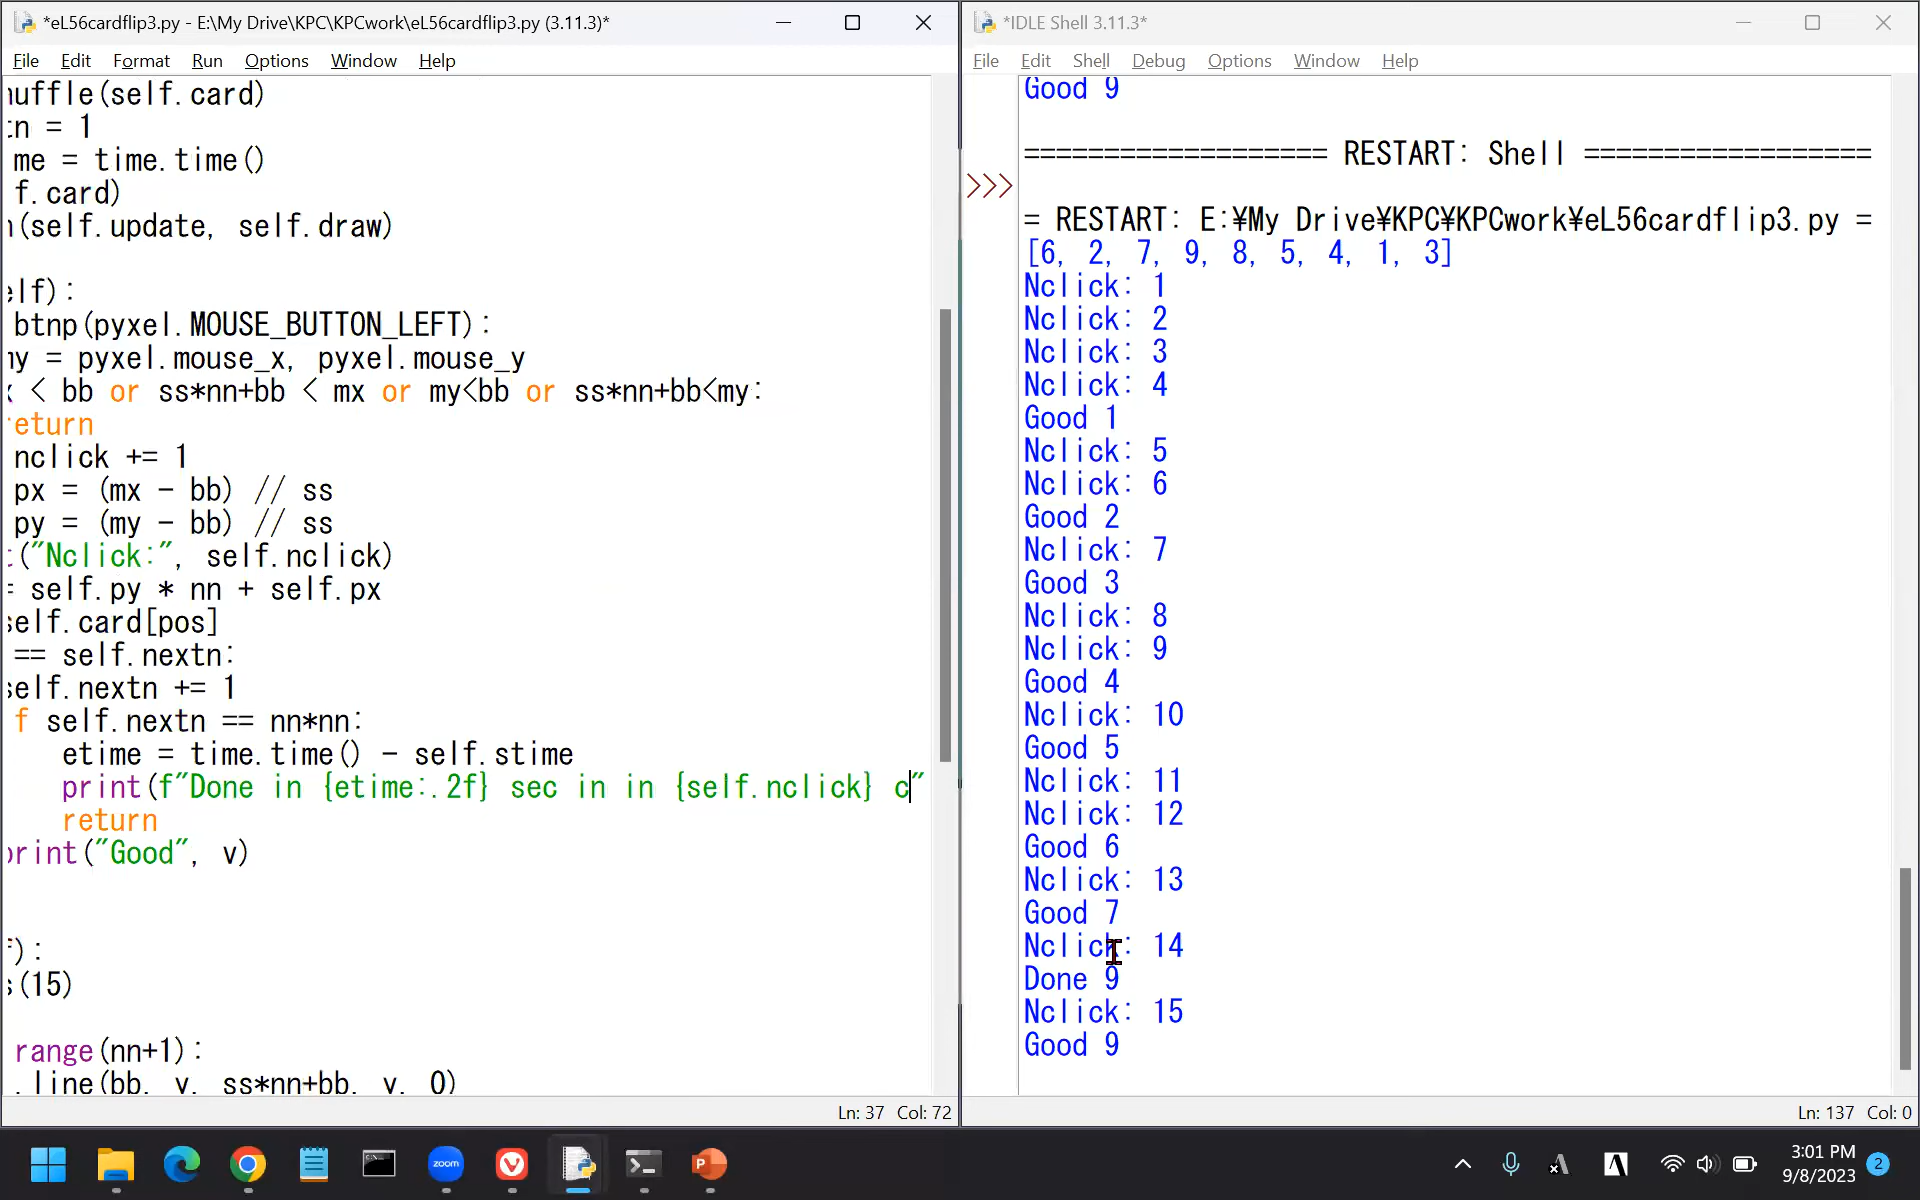 *eL56cardflip3.py - E:\My Drive\KPC\KPCwork\eL56cardflip3.py (3.11.3)*
File Edit Format Run Options Window Help
uffle(self.card)
tn = 1
me = time.time()
f.card)
n(self.update, self.draw)
elf):
btnp(pyxel.MOUSE_BUTTON_LEFT):
my = pyxel.mouse_x, pyxel.mouse_y
x < bb or ss*nn+bb < mx or my<bb or ss*nn+bb<my:
return
nclick += 1
px = (mx - bb) // ss
py = (my - bb) // ss
t("Nclick:", self.nclick)
= self.py * nn + self.px
self.card[pos]
== self.nextn:
self.nextn += 1
f self.nextn == nn*nn:
etime = time.time() - self.stime
print(f"Done in {etime:.2f} sec in in {self.nclick} c"
return
print("Good", v)
f):
s(15)
range(nn+1):
.line(bb, v, ss*nn+bb, v, 0)
Ln: 37 Col: 72
*IDLE Shell 3.11.3*
File Edit Shell Debug Options Window Help
Good 9
=================== RESTART: Shell ==================
>>>
= RESTART: E:¥My Drive¥KPC¥KPCwork¥eL56cardflip3.py =
[6, 2, 7, 9, 8, 5, 4, 1, 3]
Nclick: 1
Nclick: 2
Nclick: 3
Nclick: 4
Good 1
Nclick: 5
Nclick: 6
Good 2
Nclick: 7
Good 3
Nclick: 8
Nclick: 9
Good 4
Nclick: 10
Good 5
Nclick: 11
Nclick: 12
Good 6
Nclick: 13
Good 7
Nclick: 14
Done 9
Nclick: 15
Good 9
Ln: 137 Col: 0
zoom
A
A
3:01 PM
9/8/2023
2